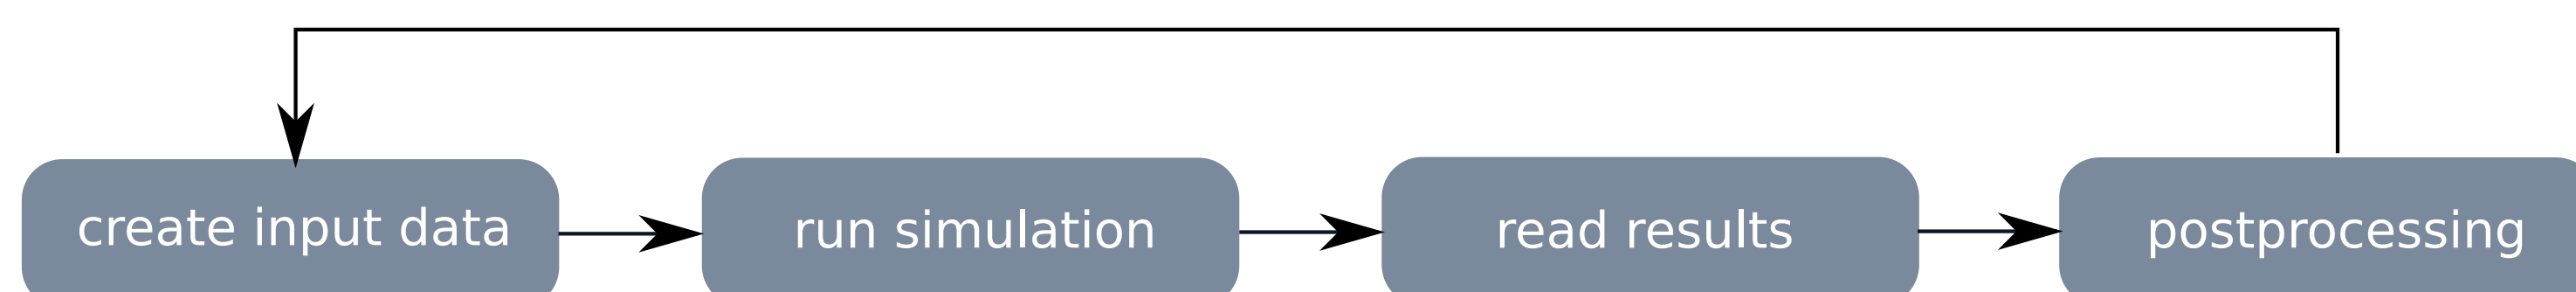 create input data
run simulation
read results
postprocessing